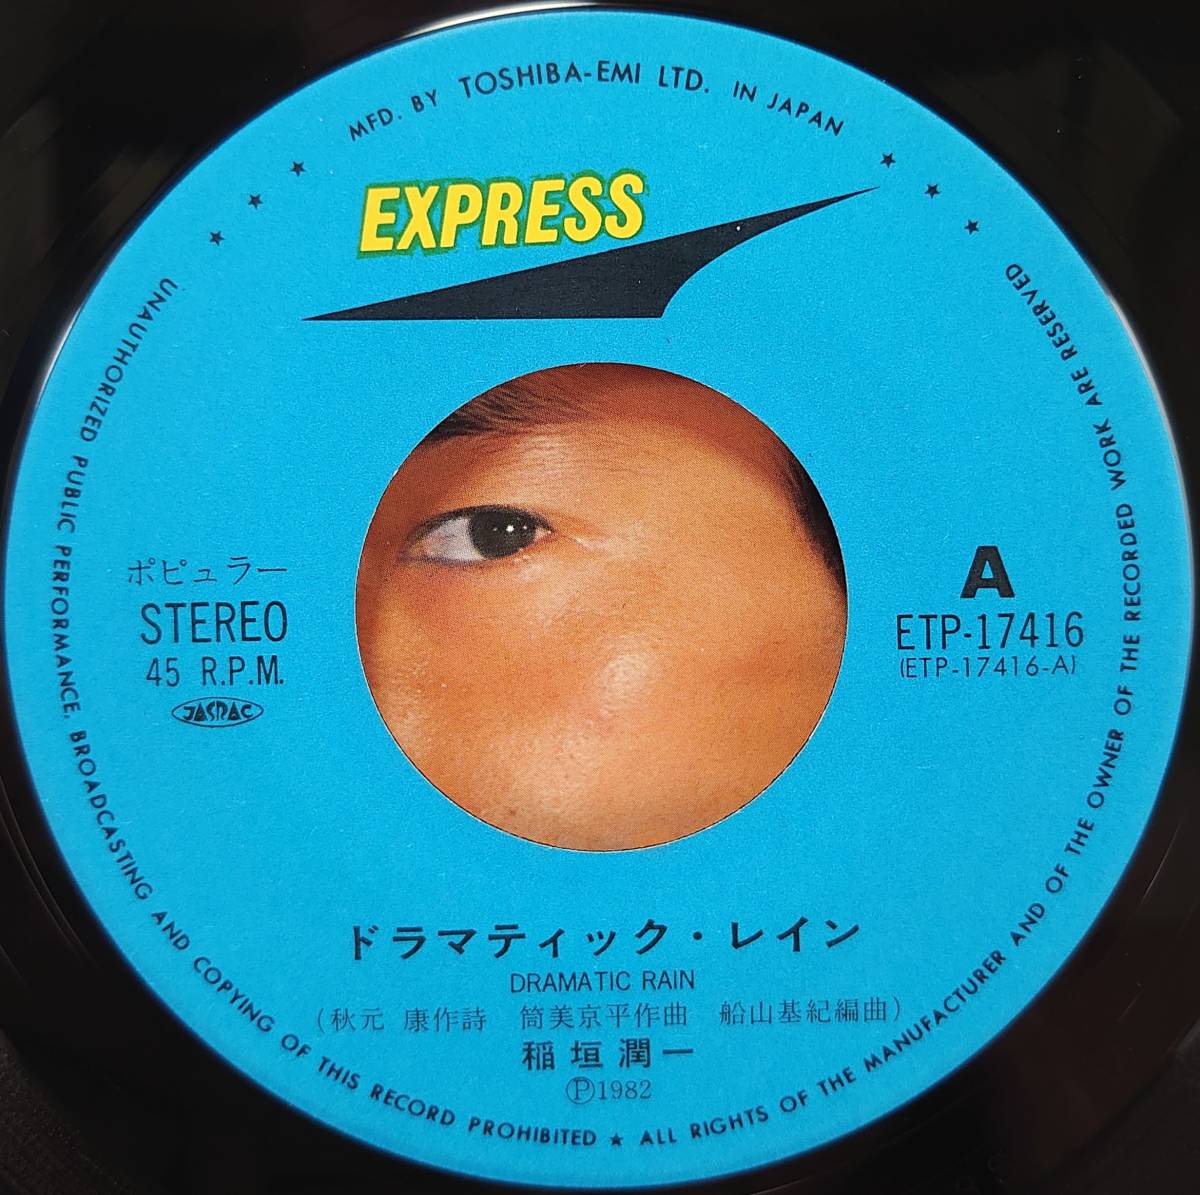 MFD. BY TOSHIBA-EMI LTD. IN JAPAN
EXPRESS
ポピュラー
STEREO
45 R.P.M.
JASRAC
A
ETP-17416
(ETP-17416-A)
ドラマティック・レイン
DRAMATIC RAIN
(秋元 康作詩 筒美京平作曲 船山基紀編曲)
稲垣潤一
Ⓟ1982
UNAUTHORIZED PUBLIC PERFORMANCE, BROADCASTING AND COPYING OF THIS RECORD PROHIBITED ★ ALL RIGHTS OF THE MANUFACTURER AND OF THE OWNER OF THE RECORDED WORK ARE RESERVED